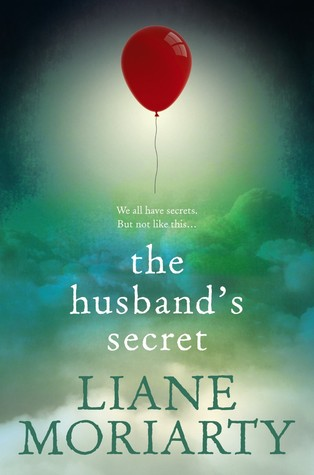 We all have secrets.
But not like this...
the
husband's
secret
LIANE
MORIARTY